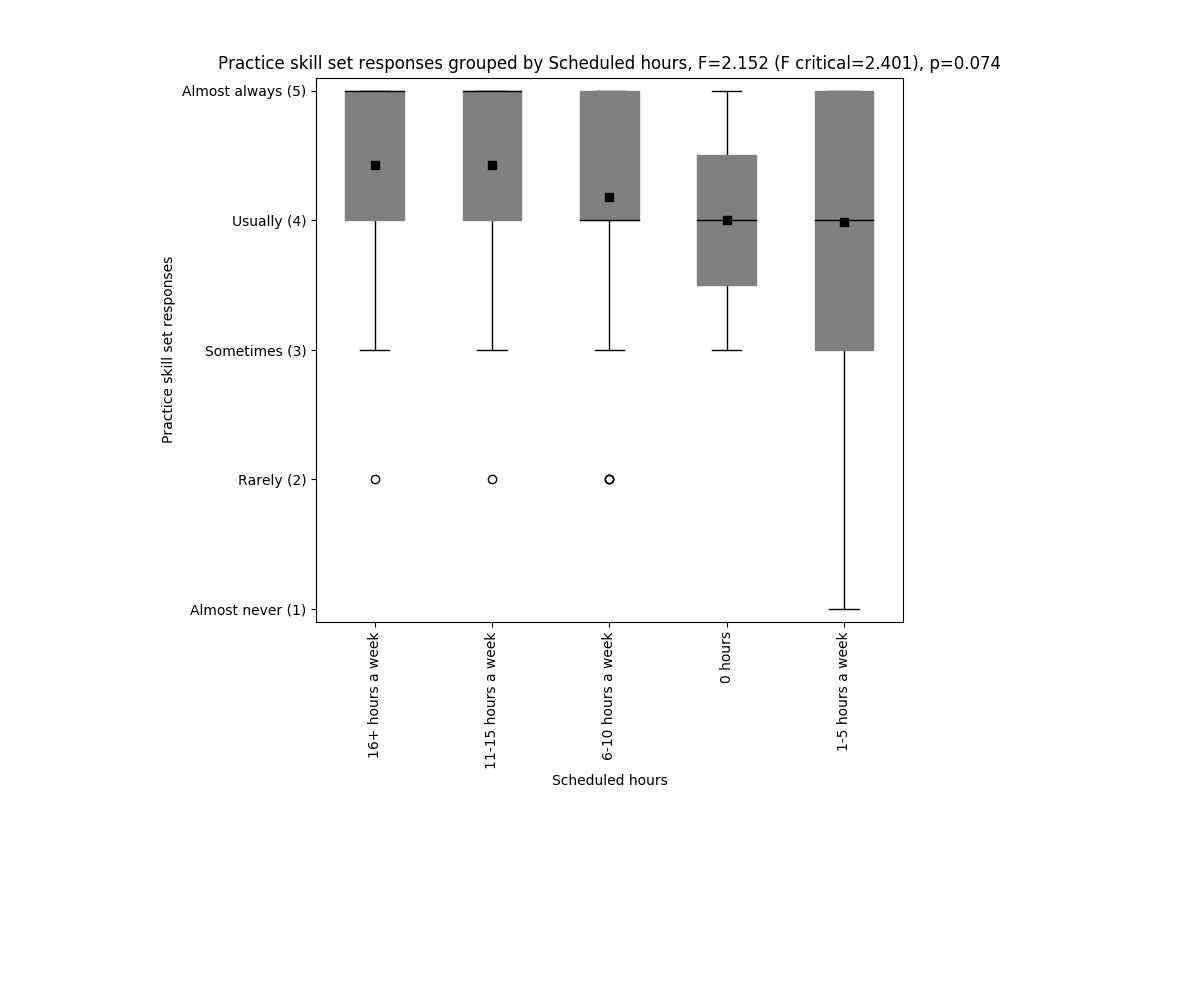 Practice skill set responses grouped by Scheduled hours, F=2.152 (F critical=2.401), p=0.074
Almost always (5)
Usually (4)
Sometimes (3)
Rarely (2)
Almost never (1)
Practice skill set responses
16+ hours a week
11-15 hours a week
6-10 hours a week
0 hours
1-5 hours a week
Scheduled hours